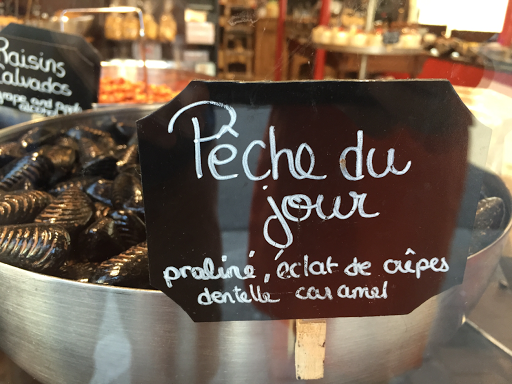 Raisins
Calvados
Pêche du
jour
praliné, éclat de crêpes
dentelle caramel